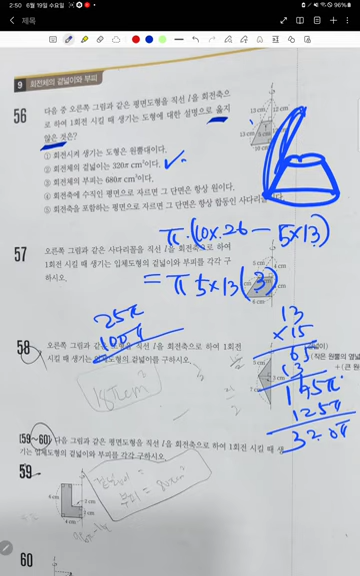 2:50 6월 19일 수요일
96%
제목
9 회전체의 겉넓이와 부피
56 다음 중 오른쪽 그림과 같은 평면도형을 직선 l을 회전축으
로 하여 1회전 시킬 때 생기는 도형에 대한 설명으로 옳지
않은 것은?
① 회전시켜 생기는 도형은 원뿔대이다.
② 회전체의 겉넓이는 320π cm²이다.
③ 회전체의 부피는 680π cm³이다.
④ 회전축에 수직인 평면으로 자르면 그 단면은 항상 원이다.
⑤ 회전축을 포함하는 평면으로 자르면 그 단면은 항상 합동인 사다리
13 cm
12 cm
5 cm
10 cm
π·(10×26 − 5×13)
= π 5×13(3)
57 오른쪽 그림과 같은 사다리꼴을 직선 l을 회전축으로 하여
1회전 시킬 때 생기는 입체도형의 겉넓이와 부피를 각각 구
하시오.
5 cm
4 cm
6 cm
25π
100π
13
×15
65
13
195π
125π
320π
58
오른쪽 그림과 같은
으로 하여 1회전
시킬 때 생기는 입체도형의 겉넓이를 구하시오.
3 cm
(작은 원뿔의 옆넓이)
+(큰 원
[59~60] 다음 그림과 같은 평면도형을 직선 l을 회전축으로 하여 1회전 시킬 때 생
기는 입체도형의 겉넓이와 부피를 각각 구하시오.
59
2 cm
4 cm
겉넓이 =
부피 =
60